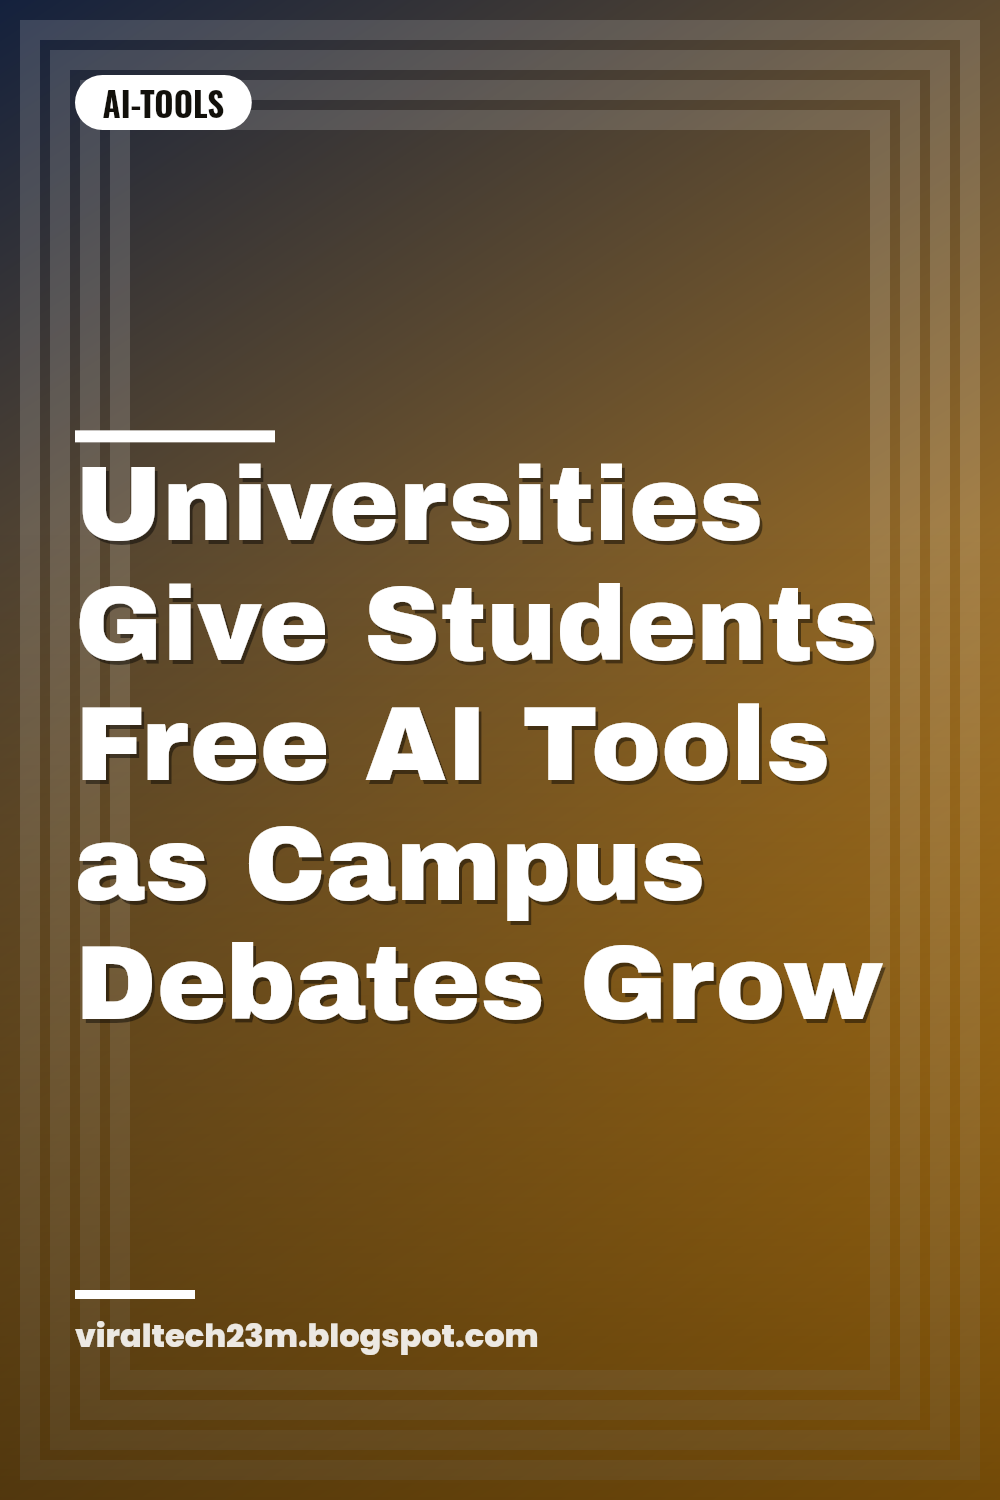 AI-TOOLS
Universities
Give Students
Free AI Tools
as Campus
Debates Grow
viraltech23m.blogspot.com